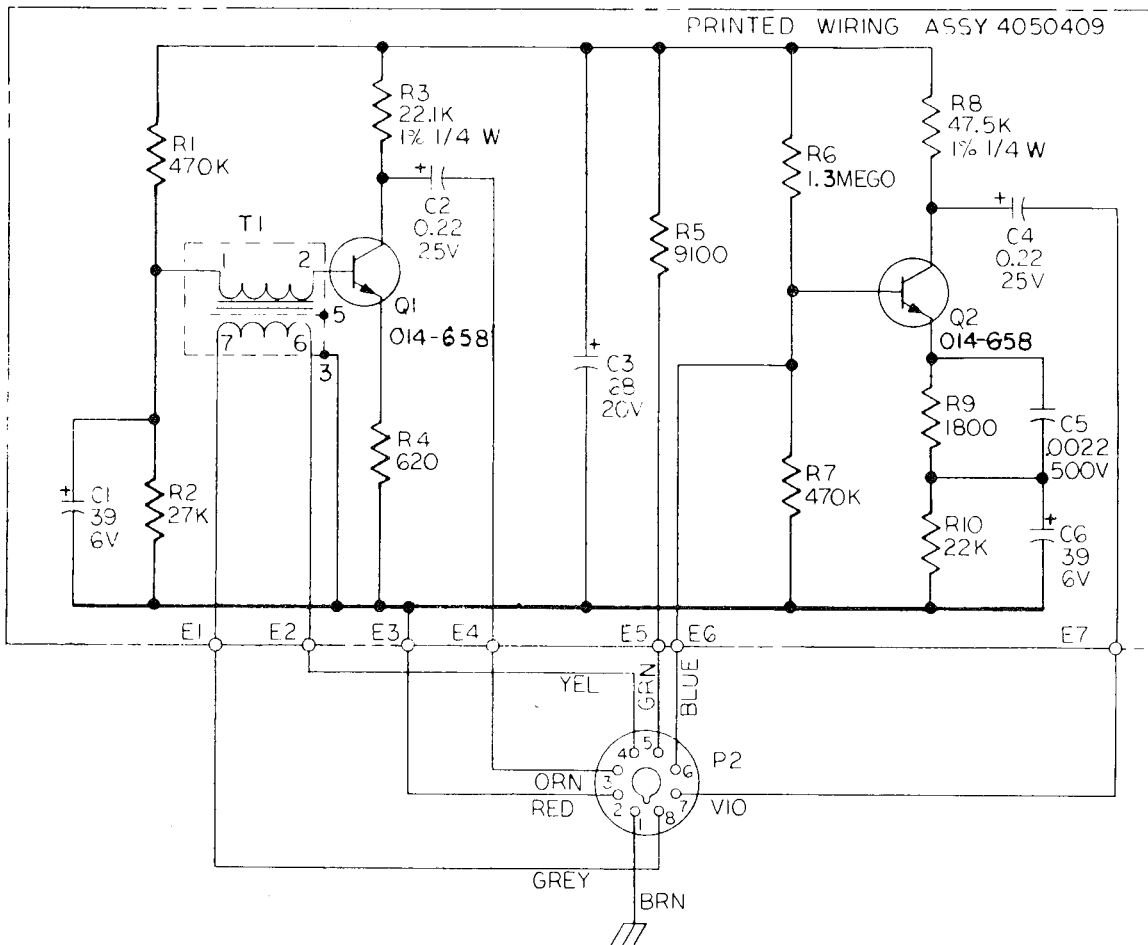 PRINTED WIRING ASSY 4050409
R1
470K
R3
22.1K
1% 1/4 W
R8
47.5K
1% 1/4 W
R6
1.3MEGO
+
C2
0.22
25V
T1
1
2
5
7
6
3
Q1
014-658
R5
9100
+
C4
0.22
25V
Q2
014-658
+
C3
28
20V
R4
620
R9
1800
C5
.0022
500V
R7
470K
+
C1
39
6V
R2
27K
R10
22K
+
C6
39
6V
E1
E2
E3
E4
E5
E6
E7
YEL
GRN
BLUE
P2
4
5
3
6
2
7
1
8
ORN
RED
VIO
GREY
BRN